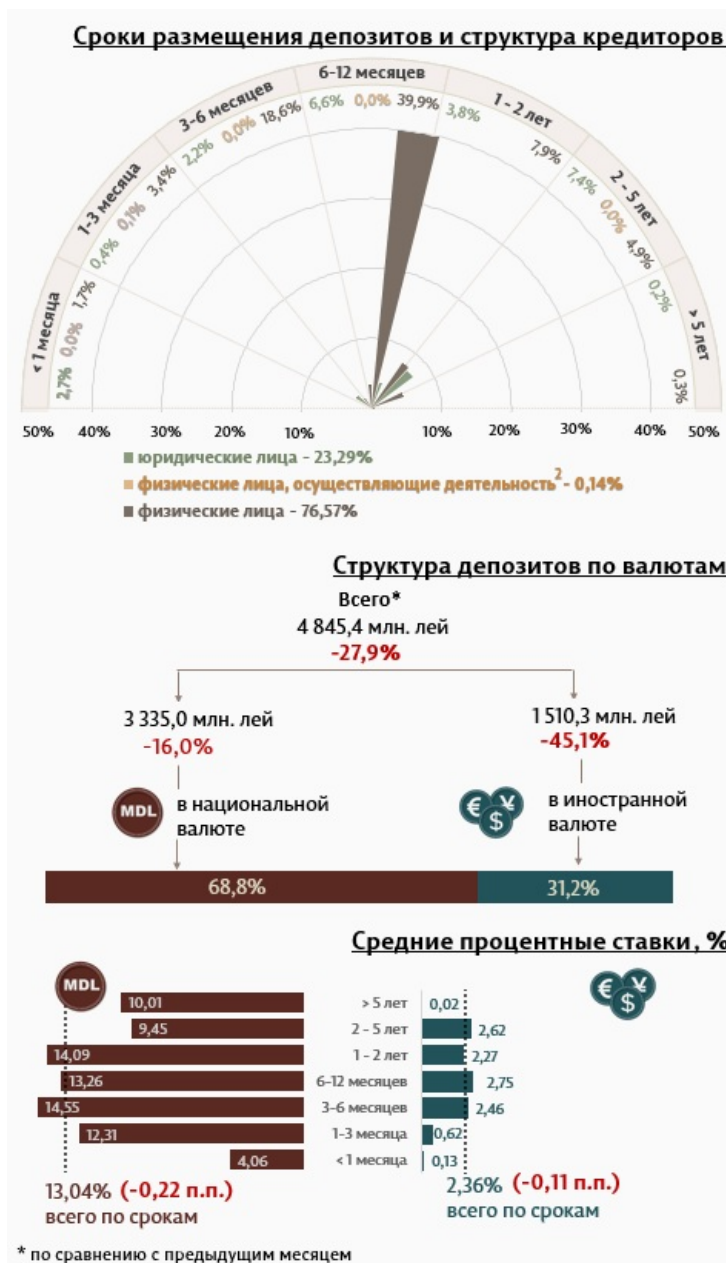 Сроки размещения депозитов и структура кредиторов
< 1 месяца
1-3 месяца
3-6 месяцев
6-12 месяцев
1 - 2 лет
2 - 5 лет
> 5 лет
2,7% 0,0% 1,7%
0,4% 0,1% 3,4%
2,2% 0,0% 18,6%
6,6% 0,0% 39,9%
3,8% 7,9%
7,4% 0,0% 4,9%
0,2% 0,3%
50% 40% 30% 20% 10% 10% 20% 30% 40% 50%
юридические лица - 23,29%
физические лица, осуществляющие деятельность2 - 0,14%
физические лица - 76,57%
Структура депозитов по валютам
Всего*
4 845,4 млн. лей
-27,9%
3 335,0 млн. лей 1 510,3 млн. лей
-16,0% -45,1%
MDL в национальной валюте
€ ¥ $ в иностранной валюте
68,8% 31,2%
Средние процентные ставки, %
MDL € ¥ $
10,01 > 5 лет 0,02
9,45 2 - 5 лет 2,62
14,09 1 - 2 лет 2,27
13,26 6-12 месяцев 2,75
14,55 3-6 месяцев 2,46
12,31 1-3 месяца 0,62
4,06 < 1 месяца 0,13
13,04% (-0,22 п.п.) 2,36% (-0,11 п.п.)
всего по срокам всего по срокам
* по сравнению с предыдущим месяцем